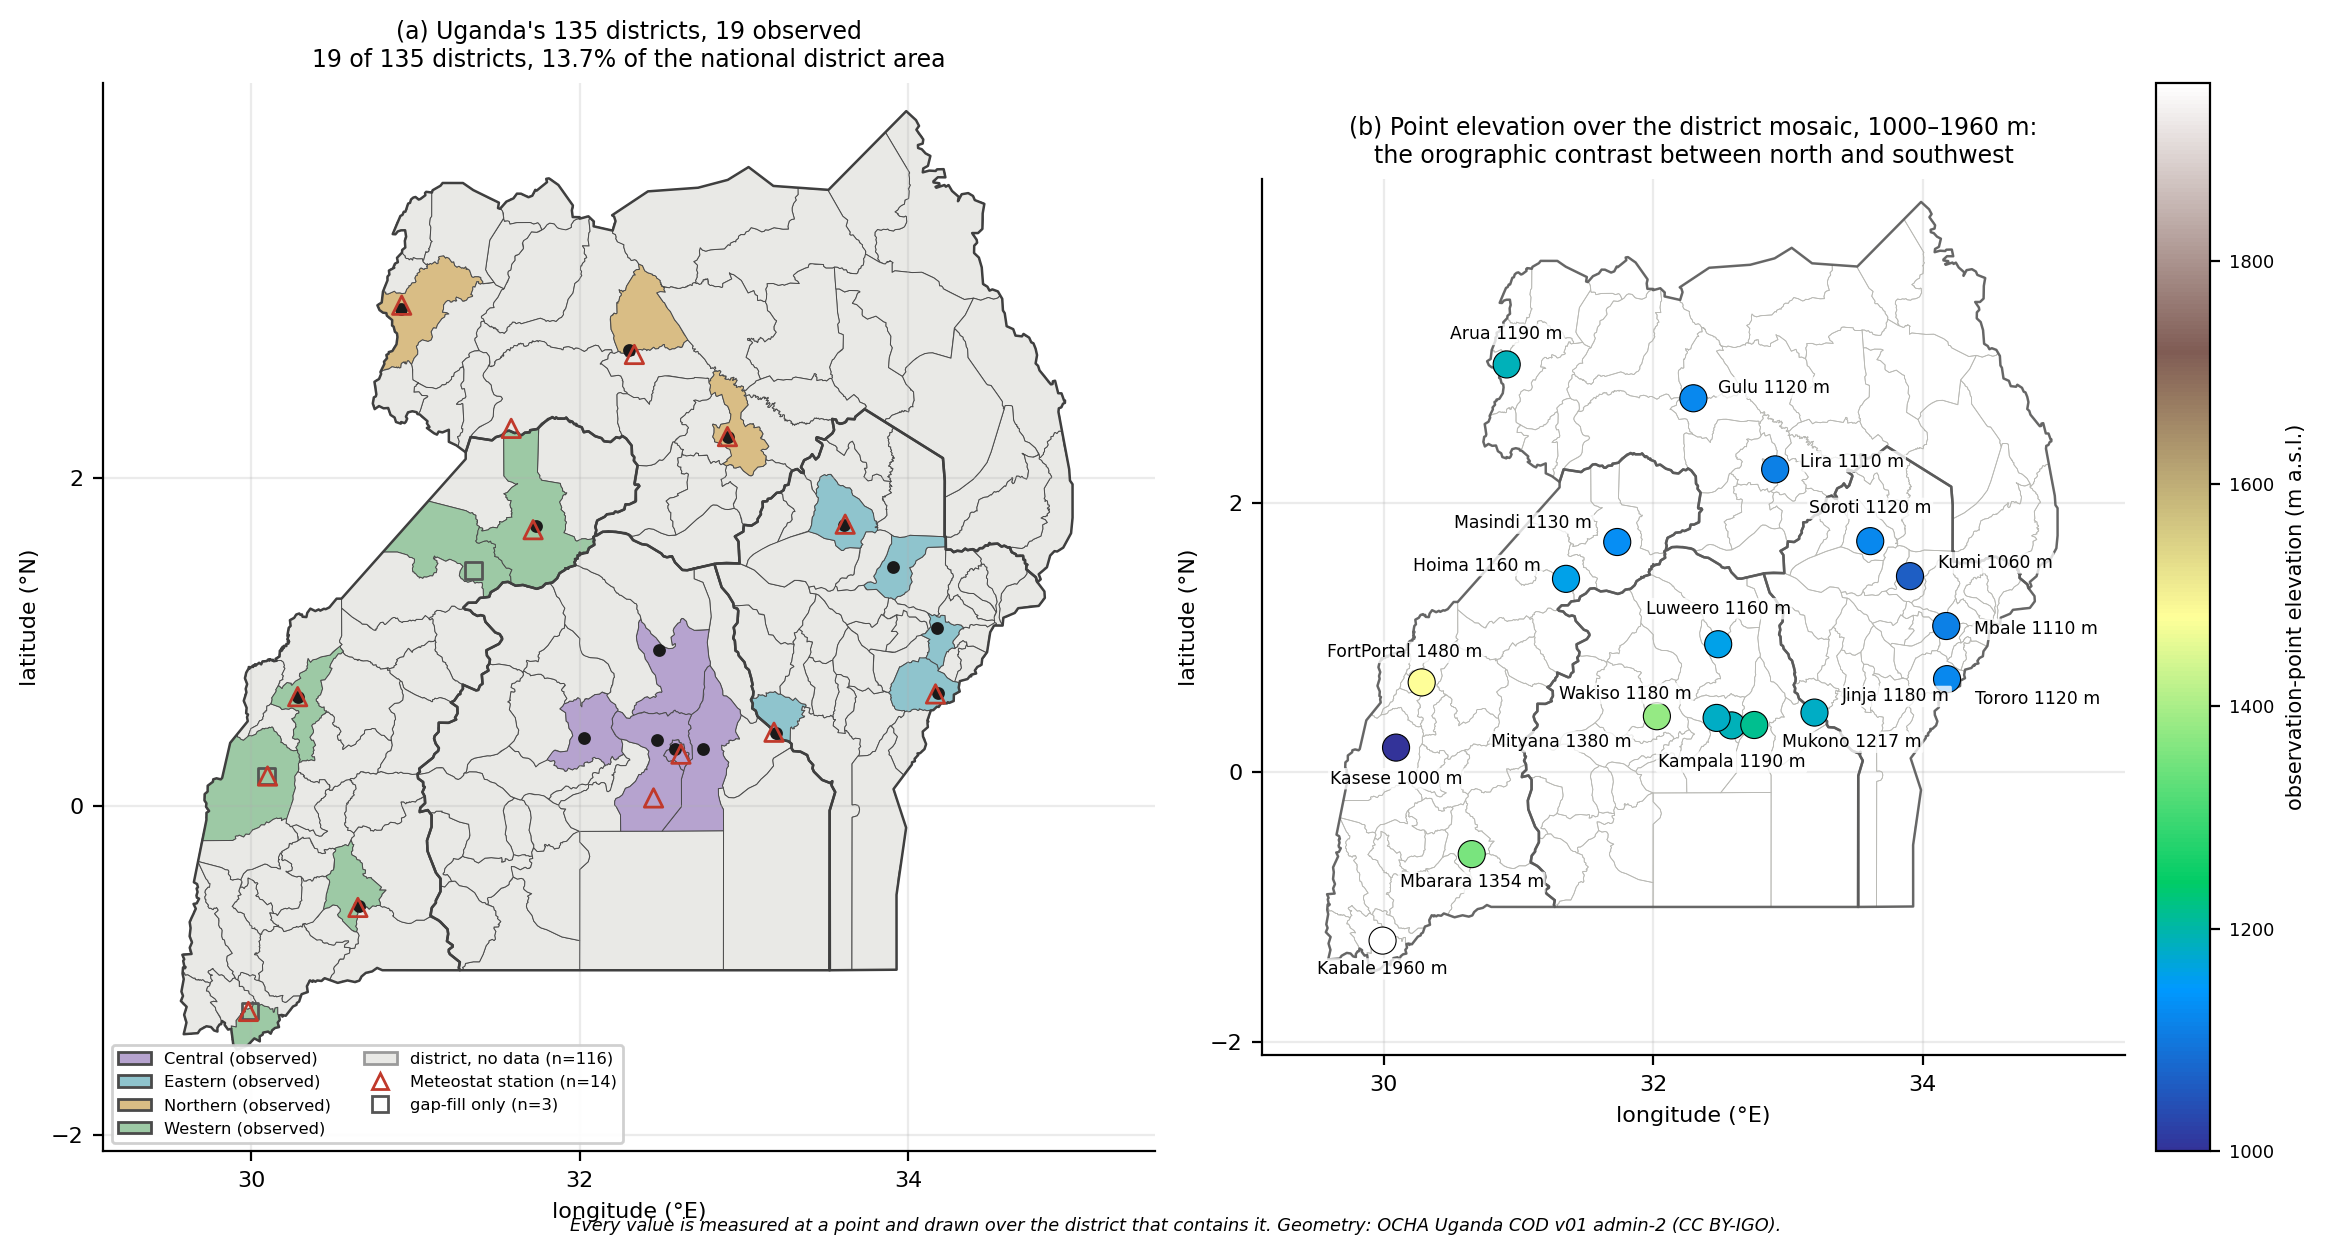 (a) Uganda's 135 districts, 19 observed
19 of 135 districts, 13.7% of the national district area
latitude (°N)
2
0
−2
30
32
34
longitude (°E)
Central (observed)
Eastern (observed)
Northern (observed)
Western (observed)
district, no data (n=116)
Meteostat station (n=14)
gap-fill only (n=3)
(b) Point elevation over the district mosaic, 1000–1960 m:
the orographic contrast between north and southwest
latitude (°N)
2
0
−2
Arua 1190 m
Gulu 1120 m
Lira 1110 m
Soroti 1120 m
Masindi 1130 m
Kumi 1060 m
Hoima 1160 m
Luweero 1160 m
Mbale 1110 m
FortPortal 1480 m
Wakiso 1180 m
Jinja 1180 m
Tororo 1120 m
Mityana 1380 m
Mukono 1217 m
Kampala 1190 m
Kasese 1000 m
Mbarara 1354 m
Kabale 1960 m
30
32
34
longitude (°E)
1800
1600
1400
1200
1000
observation-point elevation (m a.s.l.)
Every value is measured at a point and drawn over the district that contains it. Geometry: OCHA Uganda COD v01 admin-2 (CC BY-IGO).